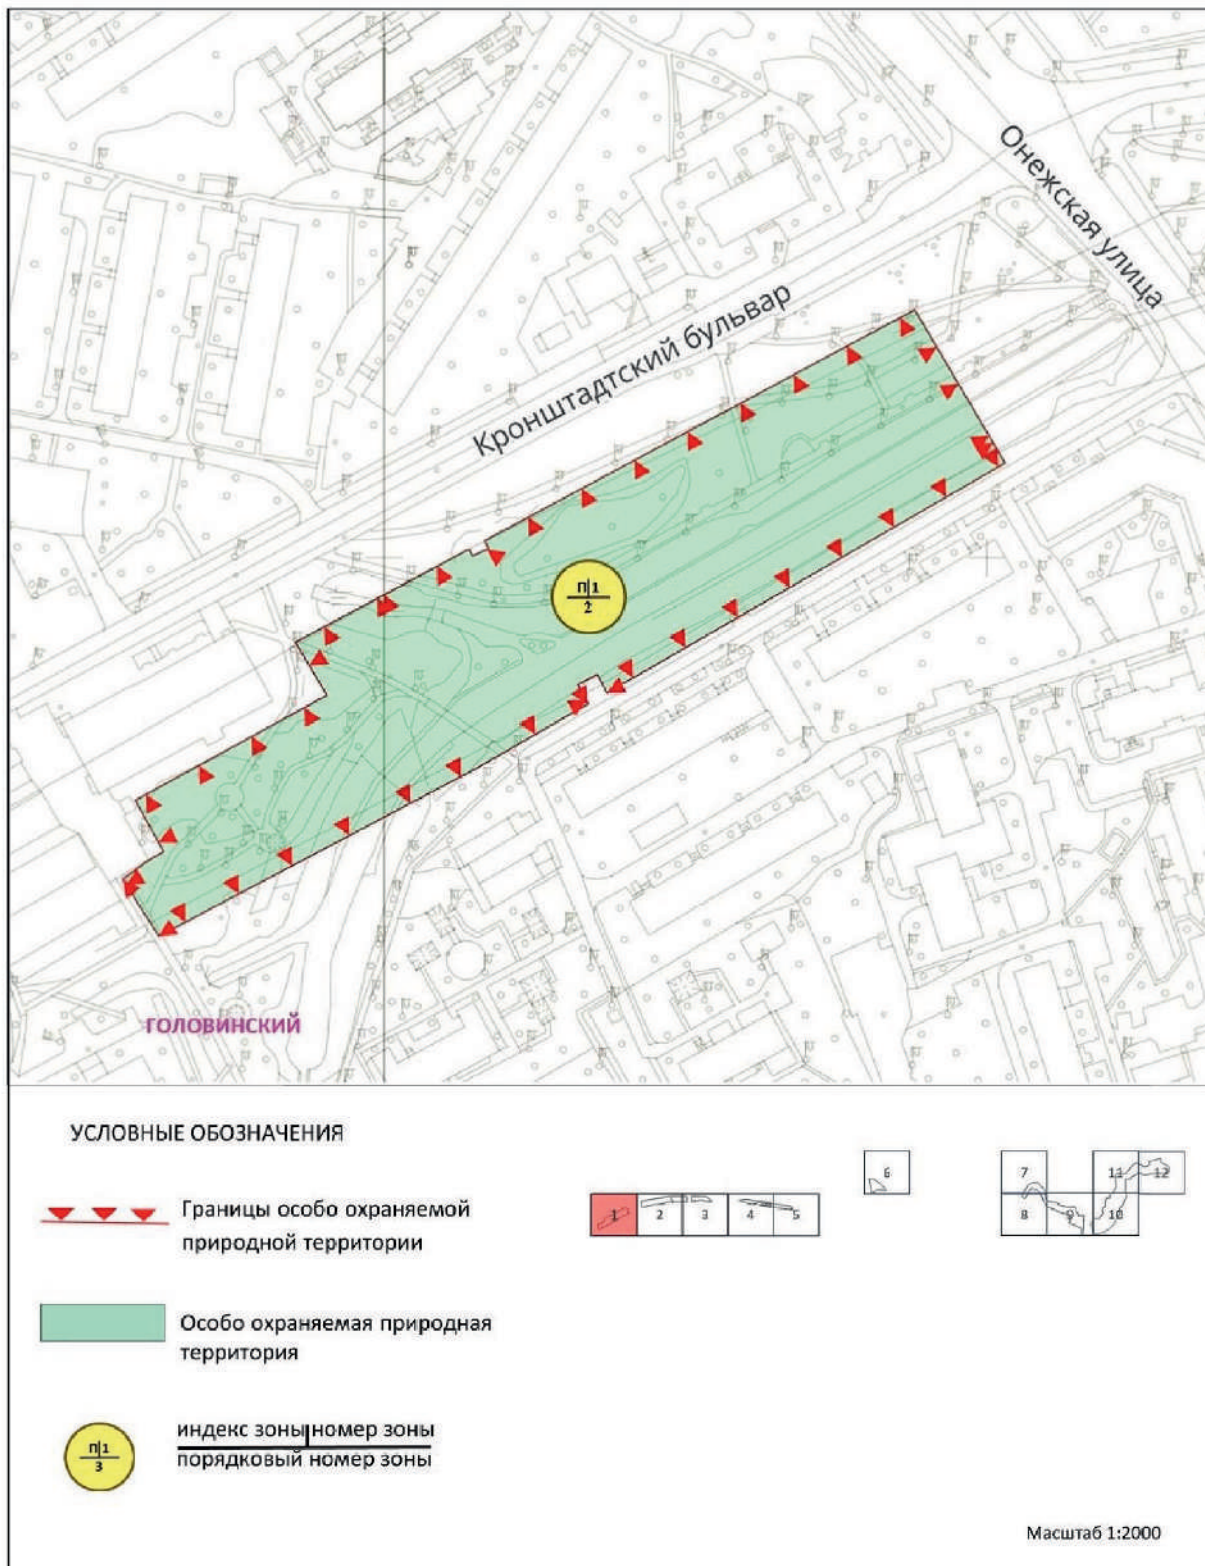 Онежская улица
Кронштадтский бульвар
п|1
2
ГОЛОВИНСКИЙ
УСЛОВНЫЕ ОБОЗНАЧЕНИЯ
Границы особо охраняемой
природной территории
Особо охраняемая природная
территория
п|1
3
индекс зоны|номер зоны
порядковый номер зоны
6
7
11
12
1
2
3
4
5
8
9
10
Масштаб 1:2000